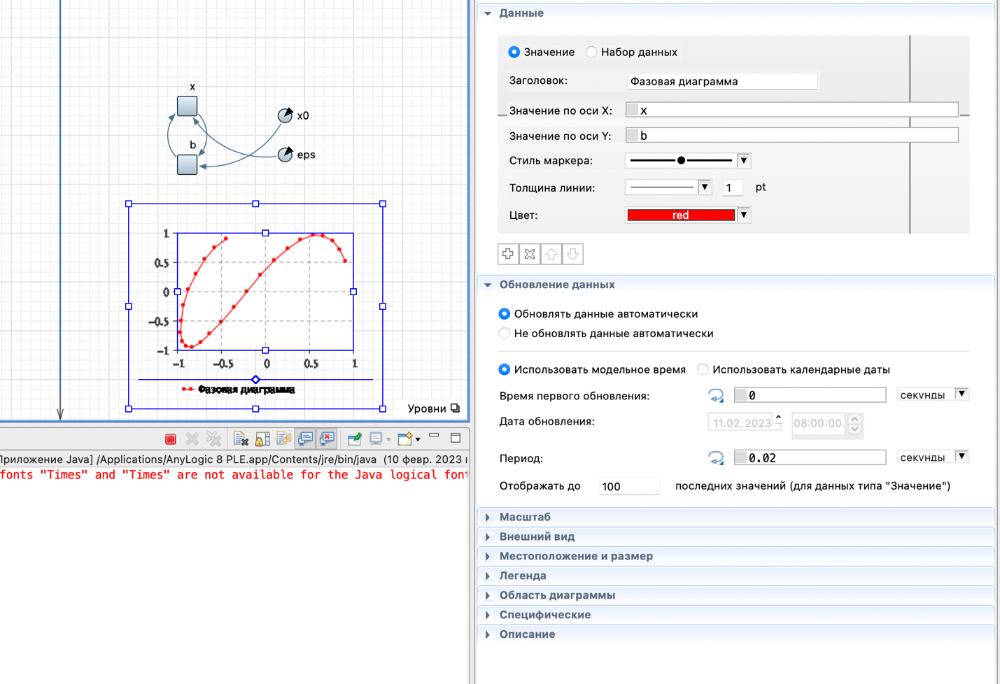 x
x0
b
eps
1
0.5
0
-0.5
-1
-1 -0.5 0 0.5 1
Фазовая диаграмма
Уровни
Приложение Java] /Applications/AnyLogic 8 PLE.app/Contents/jre/bin/java (10 февр. 2023
fonts "Times" and "Times" are not available for the Java logical font
Данные
Значение Набор данных
Заголовок: Фазовая диаграмма
Значение по оси X: x
Значение по оси Y: b
Стиль маркера:
Толщина линии: 1 pt
Цвет: red
Обновление данных
Обновлять данные автоматически
Не обновлять данные автоматически
Использовать модельное время Использовать календарные даты
Время первого обновления: 0 секунды
Дата обновления: 11.02.2023 08:00:00
Период: 0.02 секунды
Отображать до 100 последних значений (для данных типа "Значение")
Масштаб
Внешний вид
Местоположение и размер
Легенда
Область диаграммы
Специфические
Описание